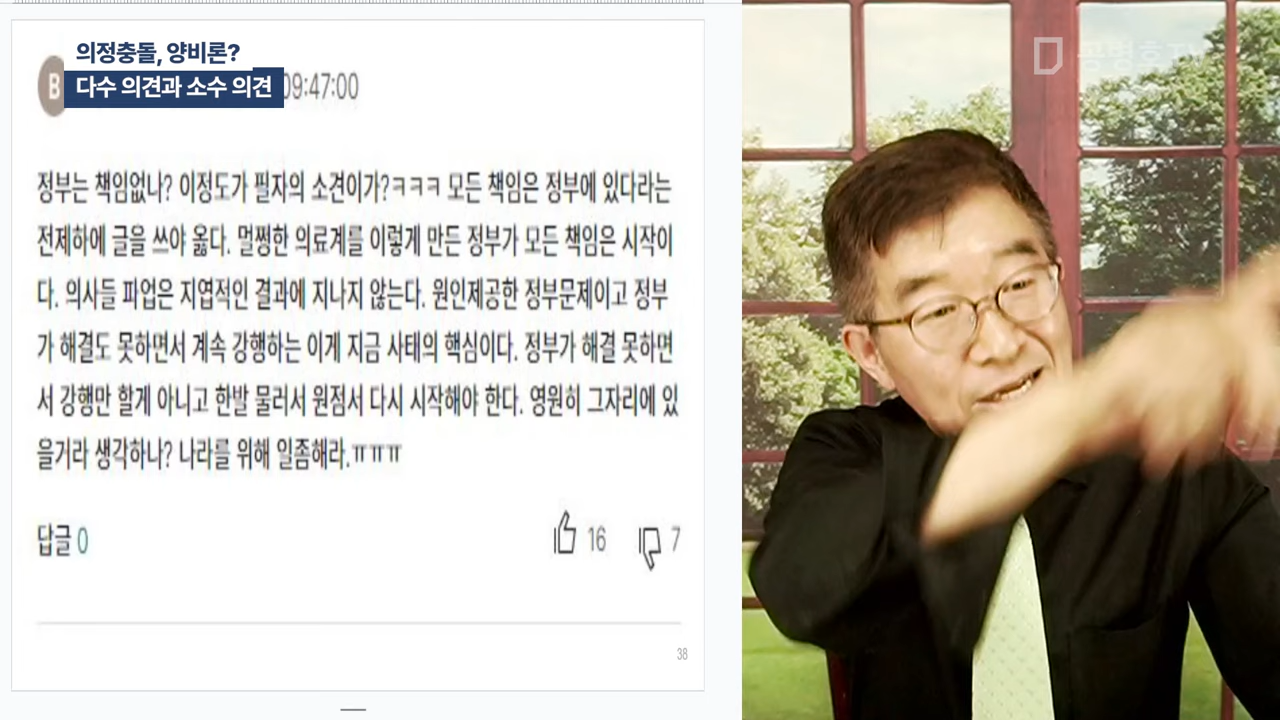 의정충돌, 양비론?
다수 의견과 소수 의견
B
09:47:00
정부는 책임없나? 이정도가 필자의 소견이가?ㅋㅋㅋ 모든 책임은 정부에 있다라는
전제하에 글을 쓰야 옳다. 멀쩡한 의료계를 이렇게 만든 정부가 모든 책임은 시작이
다. 의사들 파업은 지엽적인 결과에 지나지 않는다. 원인제공한 정부문제이고 정부
가 해결도 못하면서 계속 강행하는 이게 지금 사태의 핵심이다. 정부가 해결 못하면
서 강행만 할게 아니고 한발 물러서 원점서 다시 시작해야 한다. 영원히 그자리에 있
을거라 생각하나? 나라를 위해 일좀해라.ㅠㅠㅠ
답글 0
16
7
38